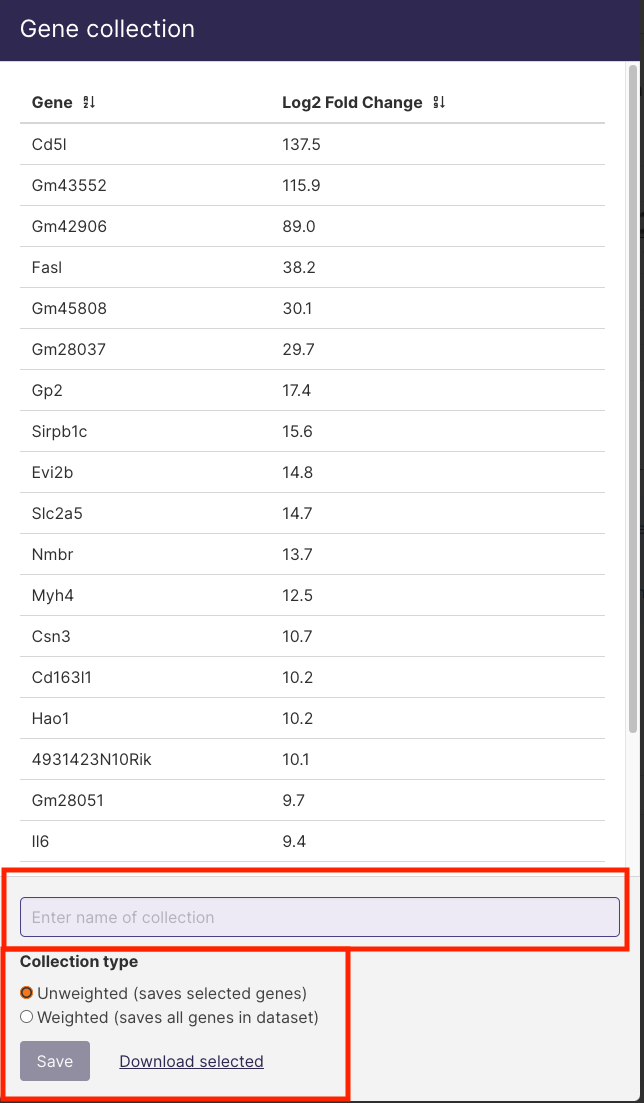 Gene collection
Gene Log2 Fold Change
Cd5l 137.5
Gm43552 115.9
Gm42906 89.0
Fasl 38.2
Gm45808 30.1
Gm28037 29.7
Gp2 17.4
Sirpb1c 15.6
Evi2b 14.8
Slc2a5 14.7
Nmbr 13.7
Myh4 12.5
Csn3 10.7
Cd163l1 10.2
Hao1 10.2
4931423N10Rik 10.1
Gm28051 9.7
Il6 9.4
Enter name of collection
Collection type
Unweighted (saves selected genes)
Weighted (saves all genes in dataset)
Save Download selected